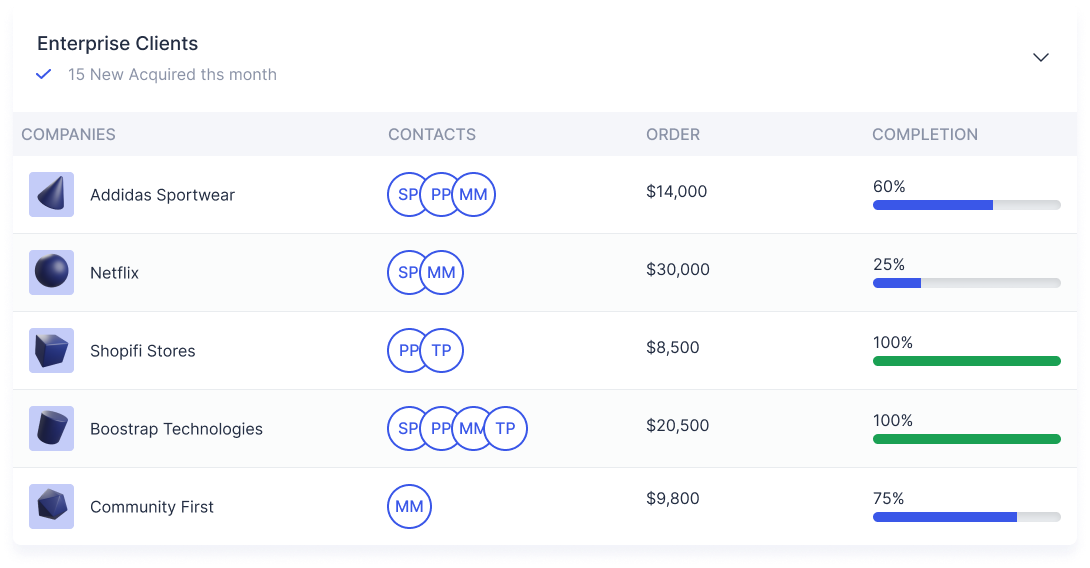 Enterprise Clients
15 New Acquired ths month
COMPANIES CONTACTS ORDER COMPLETION
Addidas Sportwear SP PP MM $14,000 60%
Netflix SP MM $30,000 25%
Shopifi Stores PP TP $8,500 100%
Boostrap Technologies SP PP MM TP $20,500 100%
Community First MM $9,800 75%